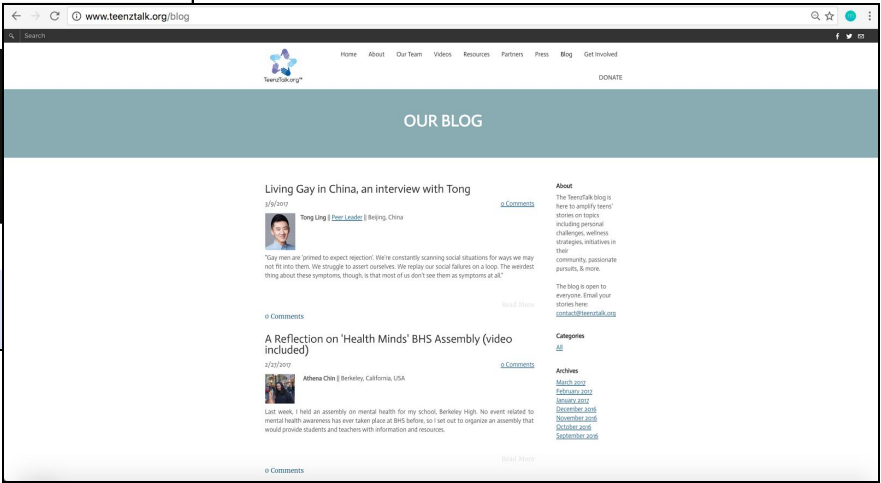 www.teenztalk.org/blog
Search
TeenzTalk.org™
Home About Our Team Videos Resources Partners Press Blog Get Involved
DONATE
OUR BLOG
Living Gay in China, an interview with Tong
3/9/2017 0 Comments
Tong Ling || Peer Leader || Beijing, China
"Gay men are 'primed to expect rejection'. We're constantly scanning social situations for ways we may
not fit into them. We struggle to assert ourselves. We replay our social failures on a loop. The weirdest
thing about these symptoms, though, is that most of us don't see them as symptoms at all."
Read More
0 Comments
A Reflection on 'Health Minds' BHS Assembly (video
included)
2/27/2017 0 Comments
Athena Chin || Berkeley, California, USA
Last week, I held an assembly on mental health for my school, Berkeley High. No event related to
mental health awareness has ever taken place at BHS before, so I set out to organize an assembly that
would provide students and teachers with information and resources.
Read More
0 Comments
About
The TeenzTalk blog is
here to amplify teens'
stories on topics
including personal
challenges, wellness
strategies, initiatives in
their
community, passionate
pursuits, & more.
The blog is open to
everyone. Email your
stories here:
contact@teenztalk.org
Categories
All
Archives
March 2017
February 2017
January 2017
December 2016
November 2016
October 2016
September 2016